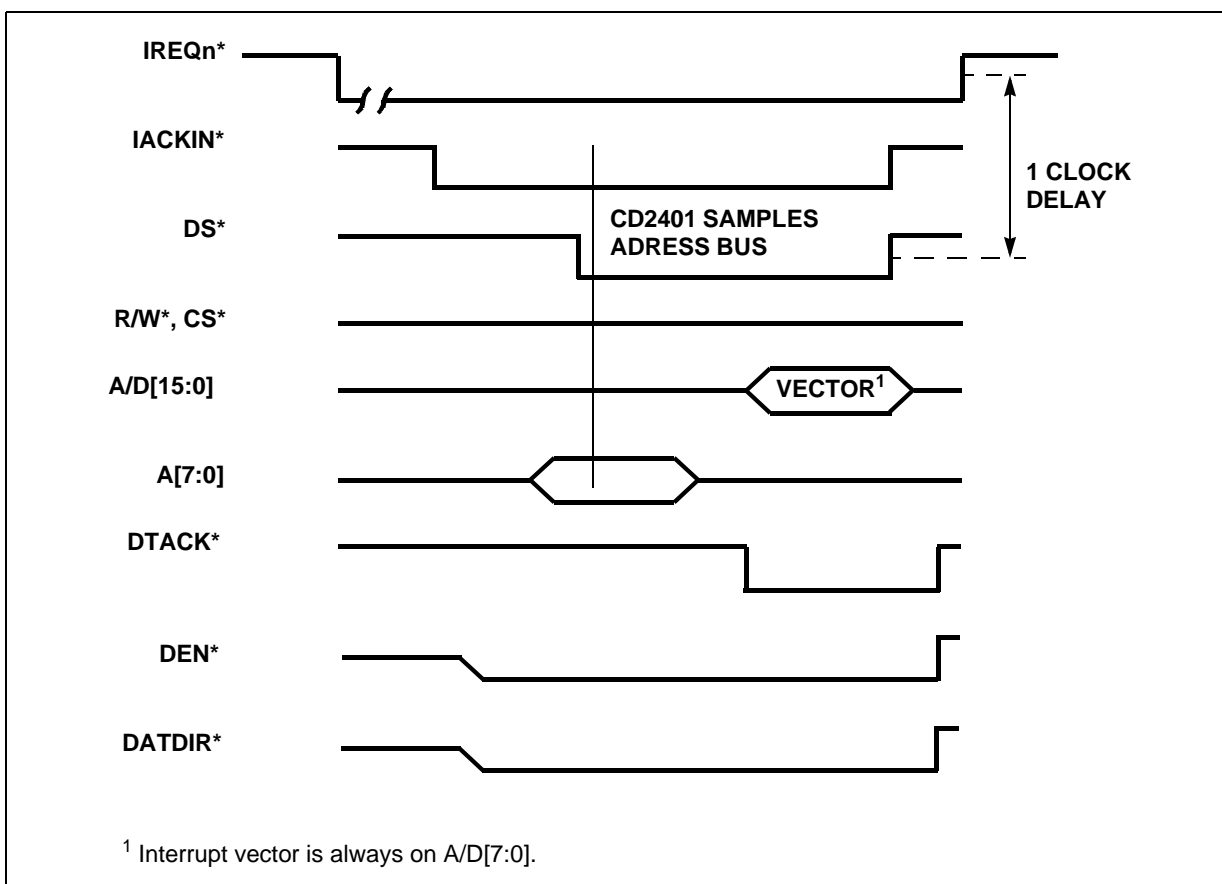 IREQn*
IACKIN*
1 CLOCK
DELAY
CD2401 SAMPLES
ADRESS BUS
DS*
R/W*, CS*
A/D[15:0]
VECTOR1
A[7:0]
DTACK*
DEN*
DATDIR*
1 Interrupt vector is always on A/D[7:0].